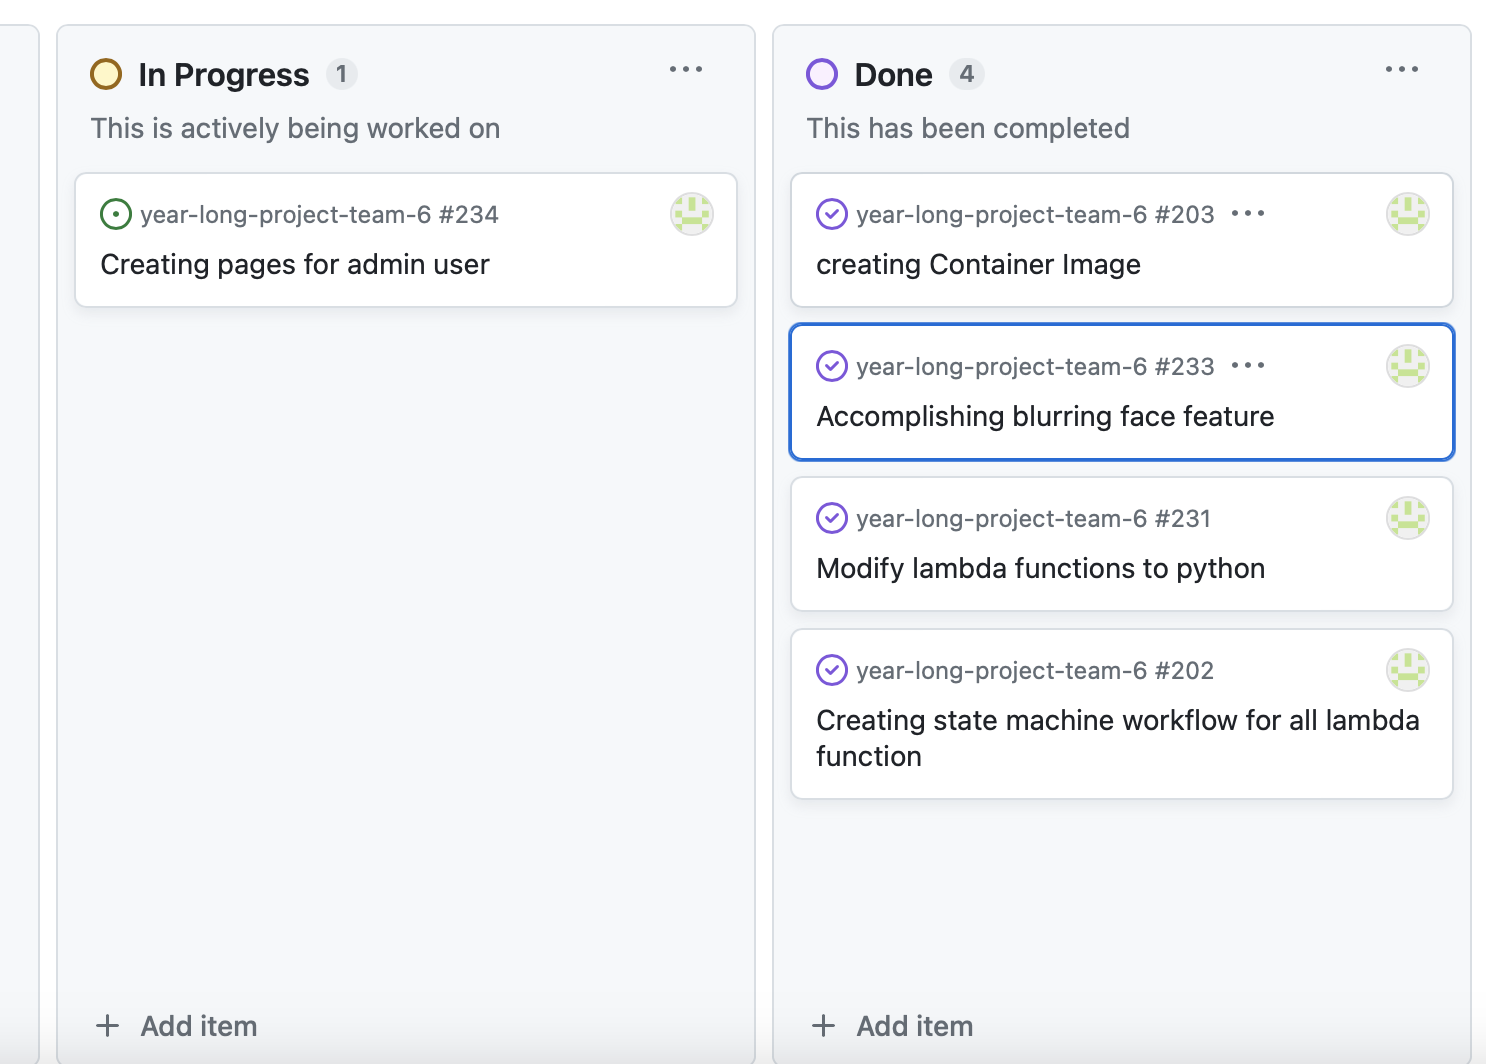 In Progress 1
This is actively being worked on
year-long-project-team-6 #234
Creating pages for admin user
Add item
Done 4
This has been completed
year-long-project-team-6 #203
creating Container Image
year-long-project-team-6 #233
Accomplishing blurring face feature
year-long-project-team-6 #231
Modify lambda functions to python
year-long-project-team-6 #202
Creating state machine workflow for all lambda
function
Add item